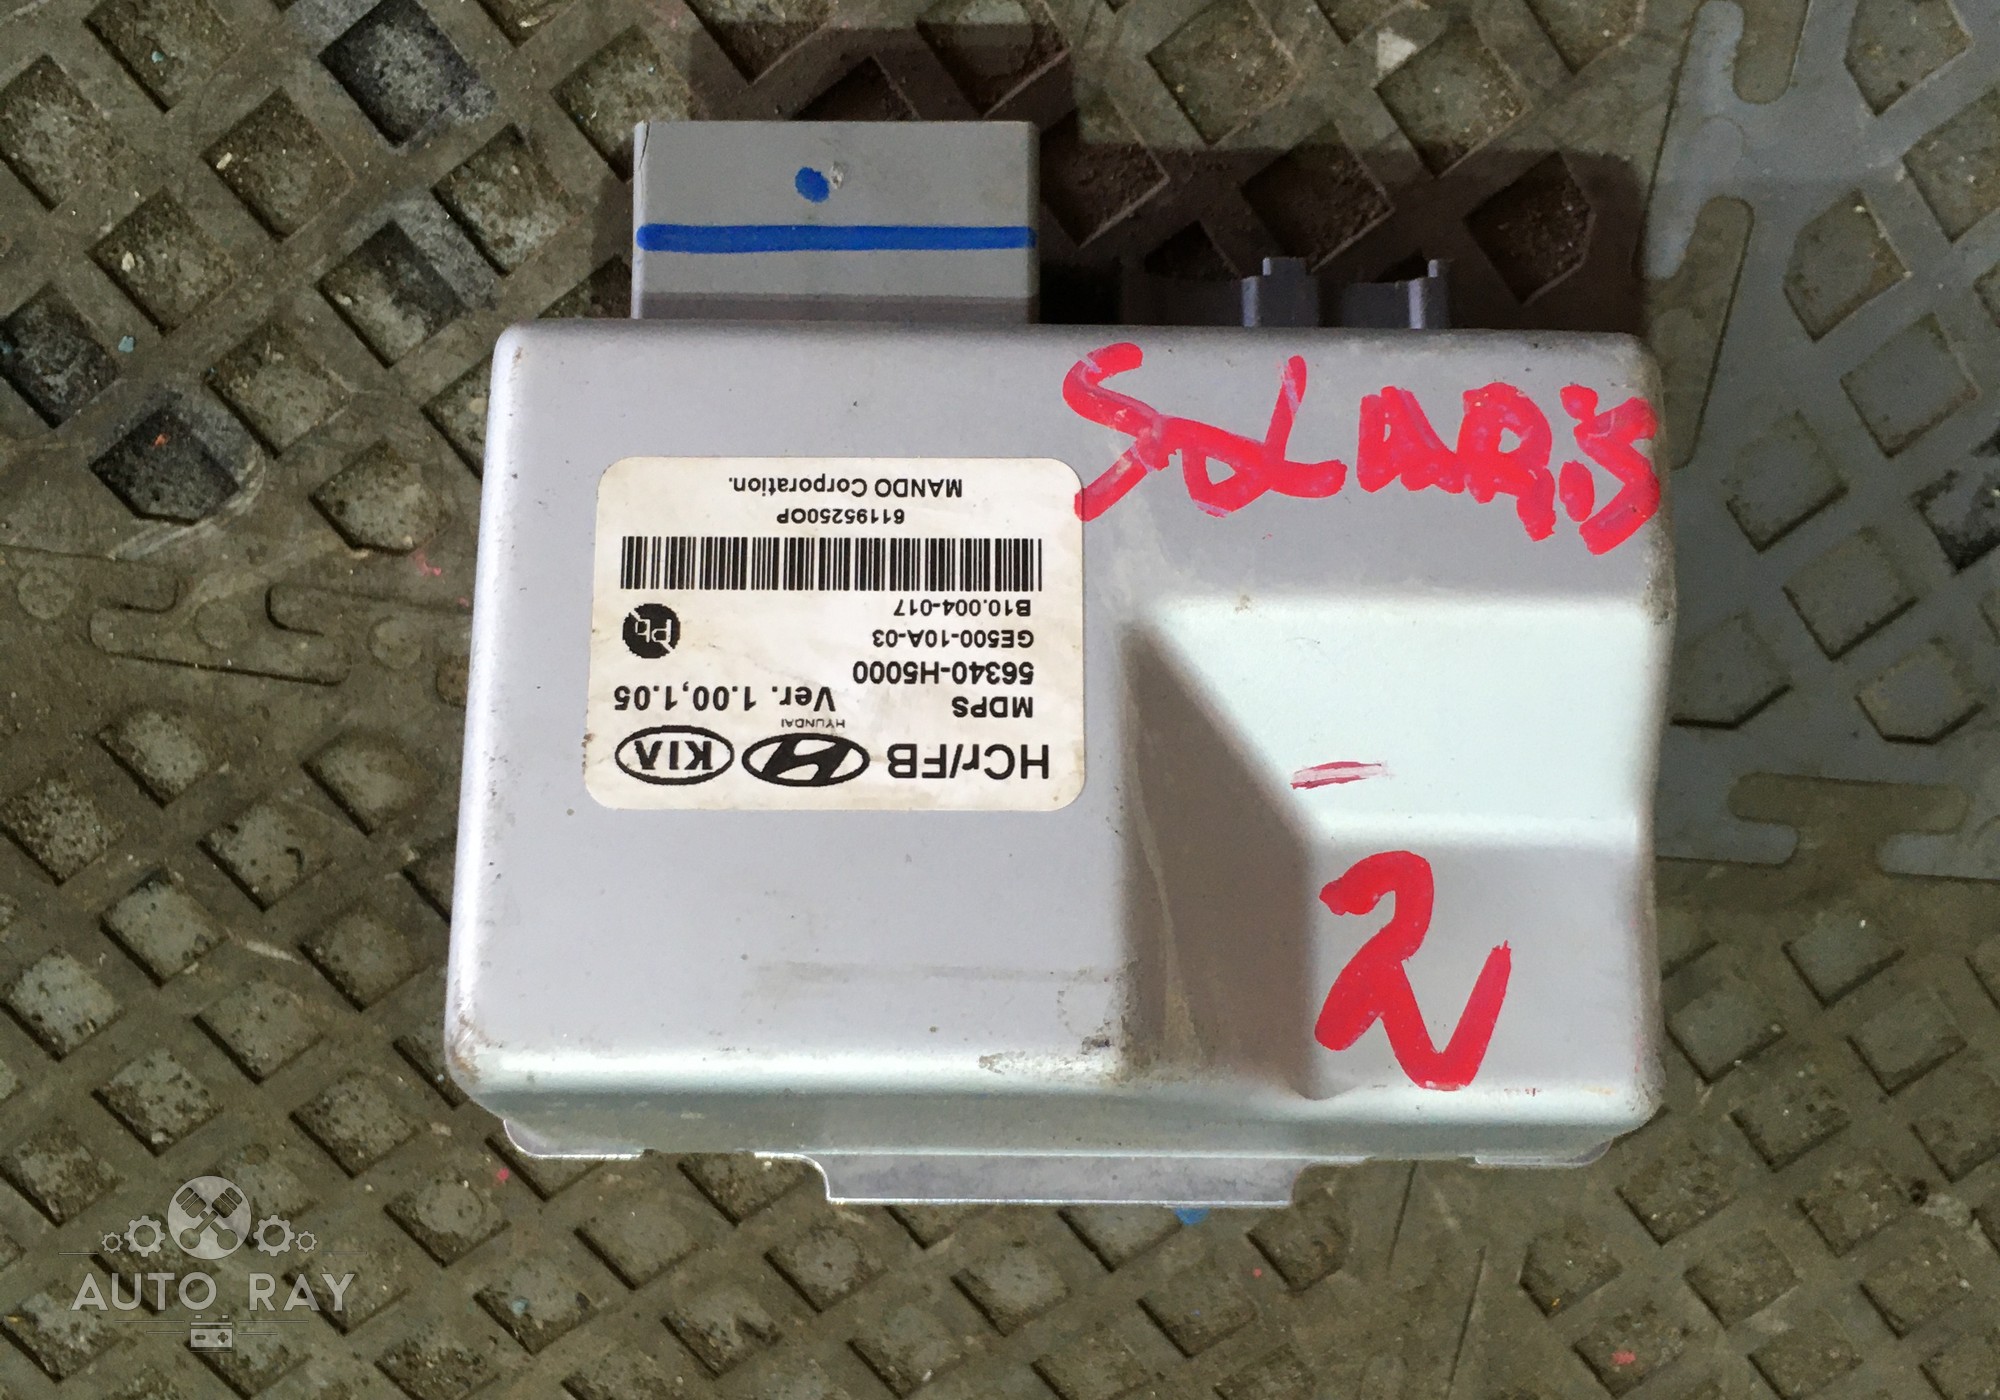 SOLARiS
2
HCr/FB HYUNDAI KIA
MDPS Ver. 1.00,1.05
56340-H5000
GE500-10A-03
B10.004-017
Pb
611952500P
MANDO Corporation.
AUTO RAY